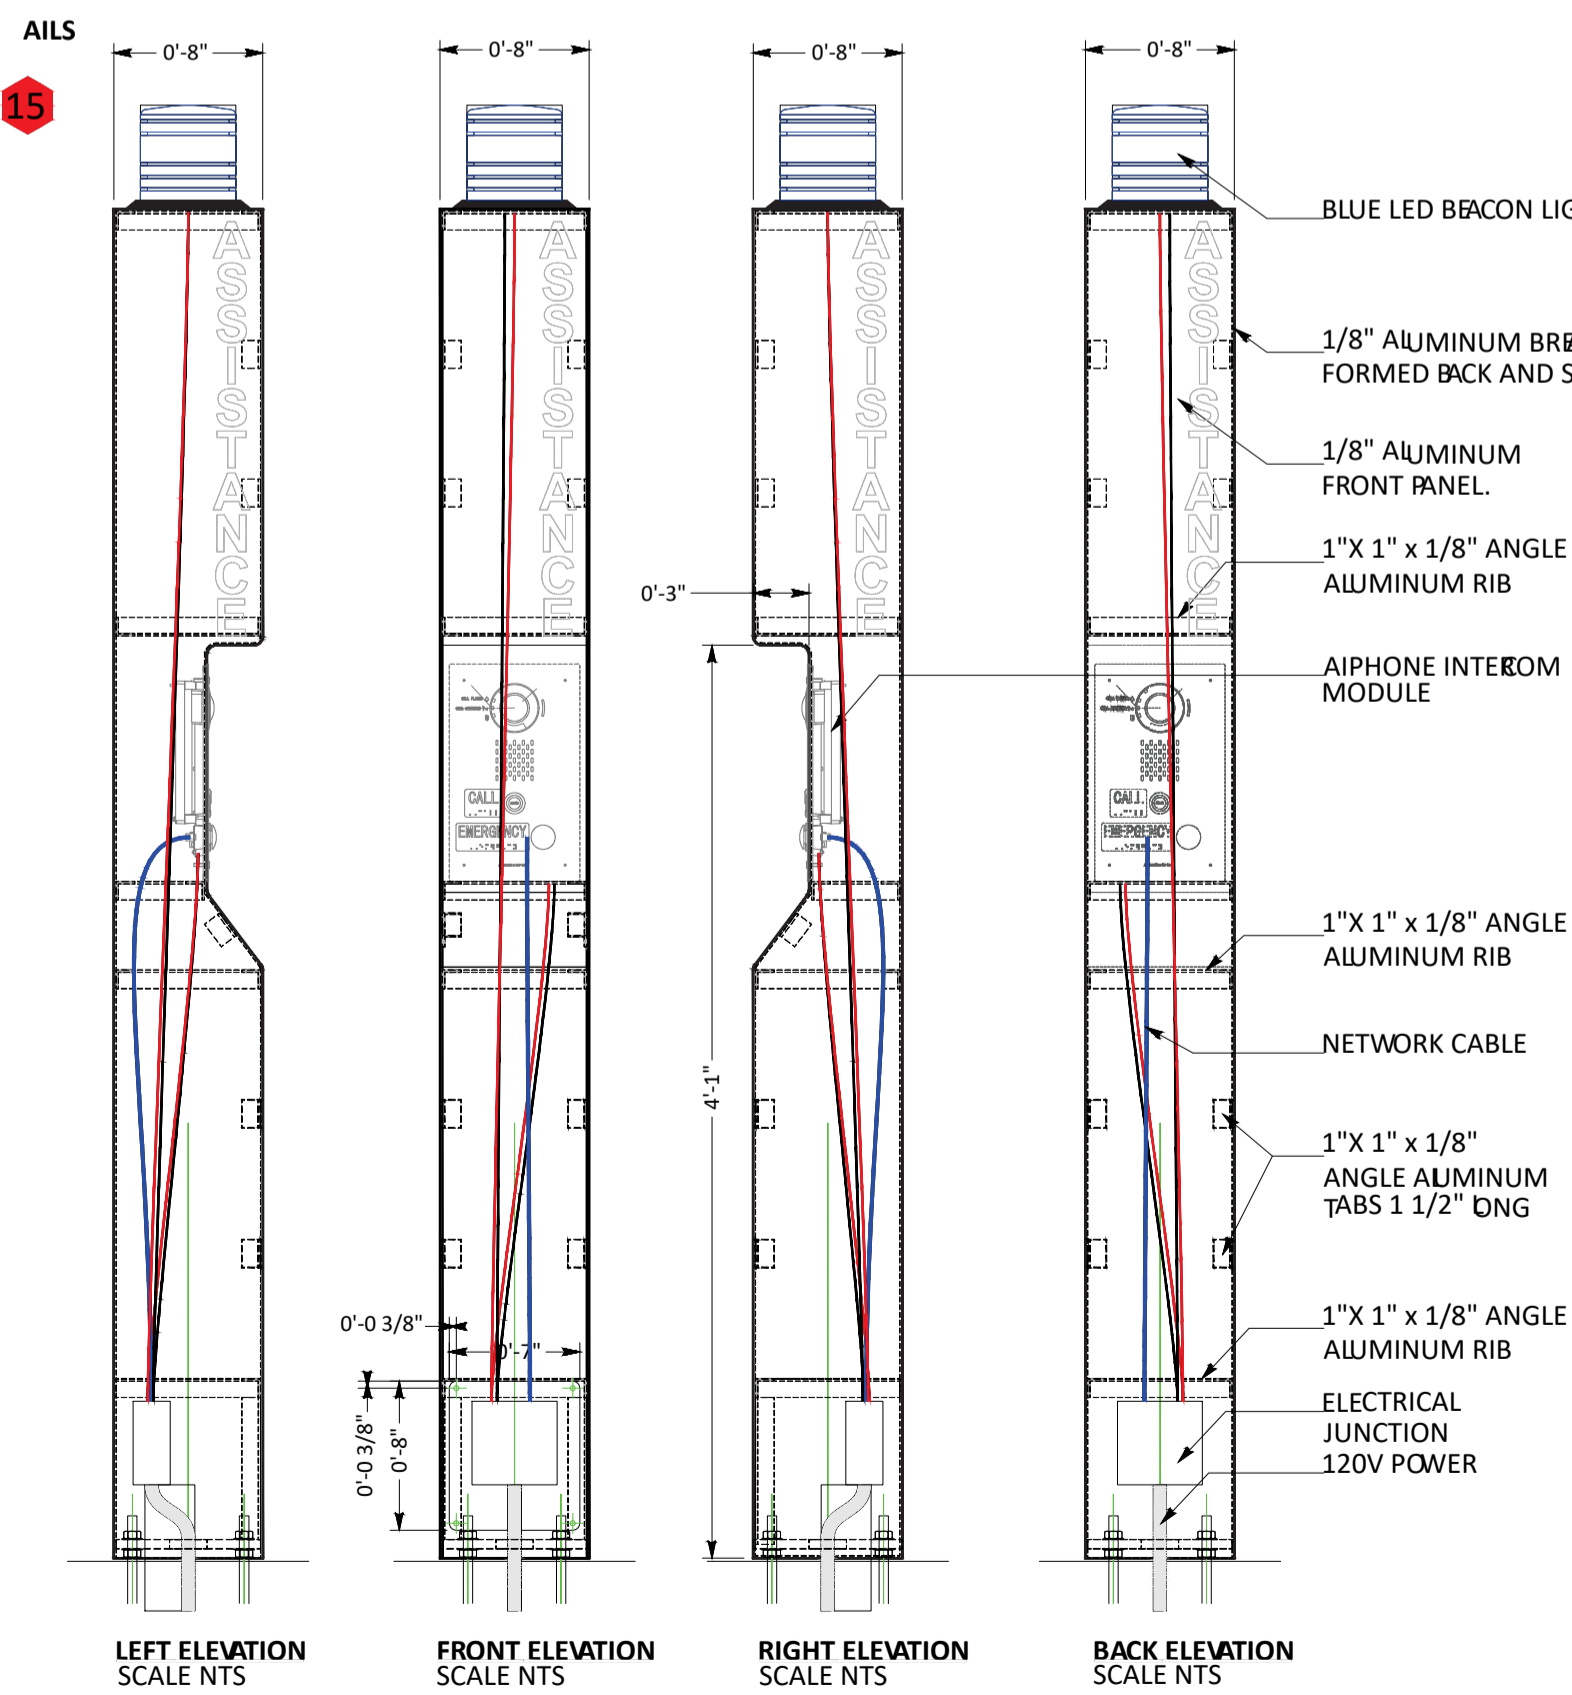 AILS
15
0'-8"
0'-8"
0'-8"
0'-8"
ASSISTANCE
ASSISTANCE
ASSISTANCE
ASSISTANCE
BLUE LED BEACON LIG
1/8" ALUMINUM BRE
FORMED BACK AND S
1/8" ALUMINUM
FRONT PANEL.
1"X 1" x 1/8" ANGLE
ALUMINUM RIB
0'-3"
AIPHONE INTERCOM
MODULE
CALL
EMERGENCY
CALL
EMERGENCY
4'-1"
1"X 1" x 1/8" ANGLE
ALUMINUM RIB
NETWORK CABLE
1"X 1" x 1/8"
ANGLE ALUMINUM
TABS 1 1/2" LONG
0'-0 3/8"
0'-7"
0'-0 3/8"
0'-8"
1"X 1" x 1/8" ANGLE
ALUMINUM RIB
ELECTRICAL
JUNCTION
120V POWER
LEFT ELEVATION
SCALE NTS
FRONT ELEVATION
SCALE NTS
RIGHT ELEVATION
SCALE NTS
BACK ELEVATION
SCALE NTS